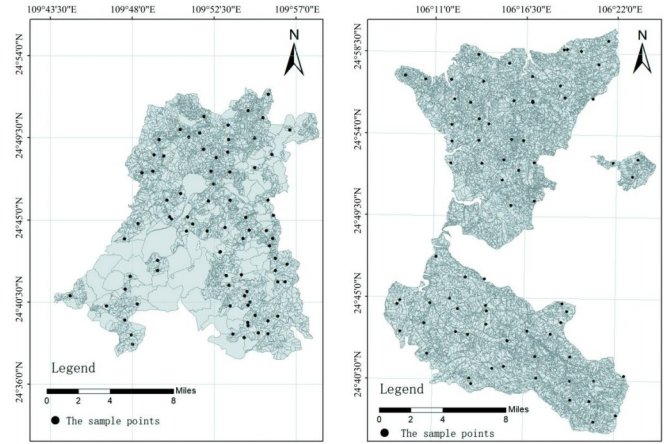 109°43'30"E 109°48'0"E 109°52'30"E 109°57'0"E
24°54'0"N
24°49'30"N
24°45'0"N
24°40'30"N
24°36'0"N
N
Legend
0 2 4 8 Miles
The sample points
106°11'0"E 106°16'30"E 106°22'0"E
24°58'30"N
24°54'0"N
24°49'30"N
24°45'0"N
24°40'30"N
N
Legend
0 2 4 8 Miles
The sample points